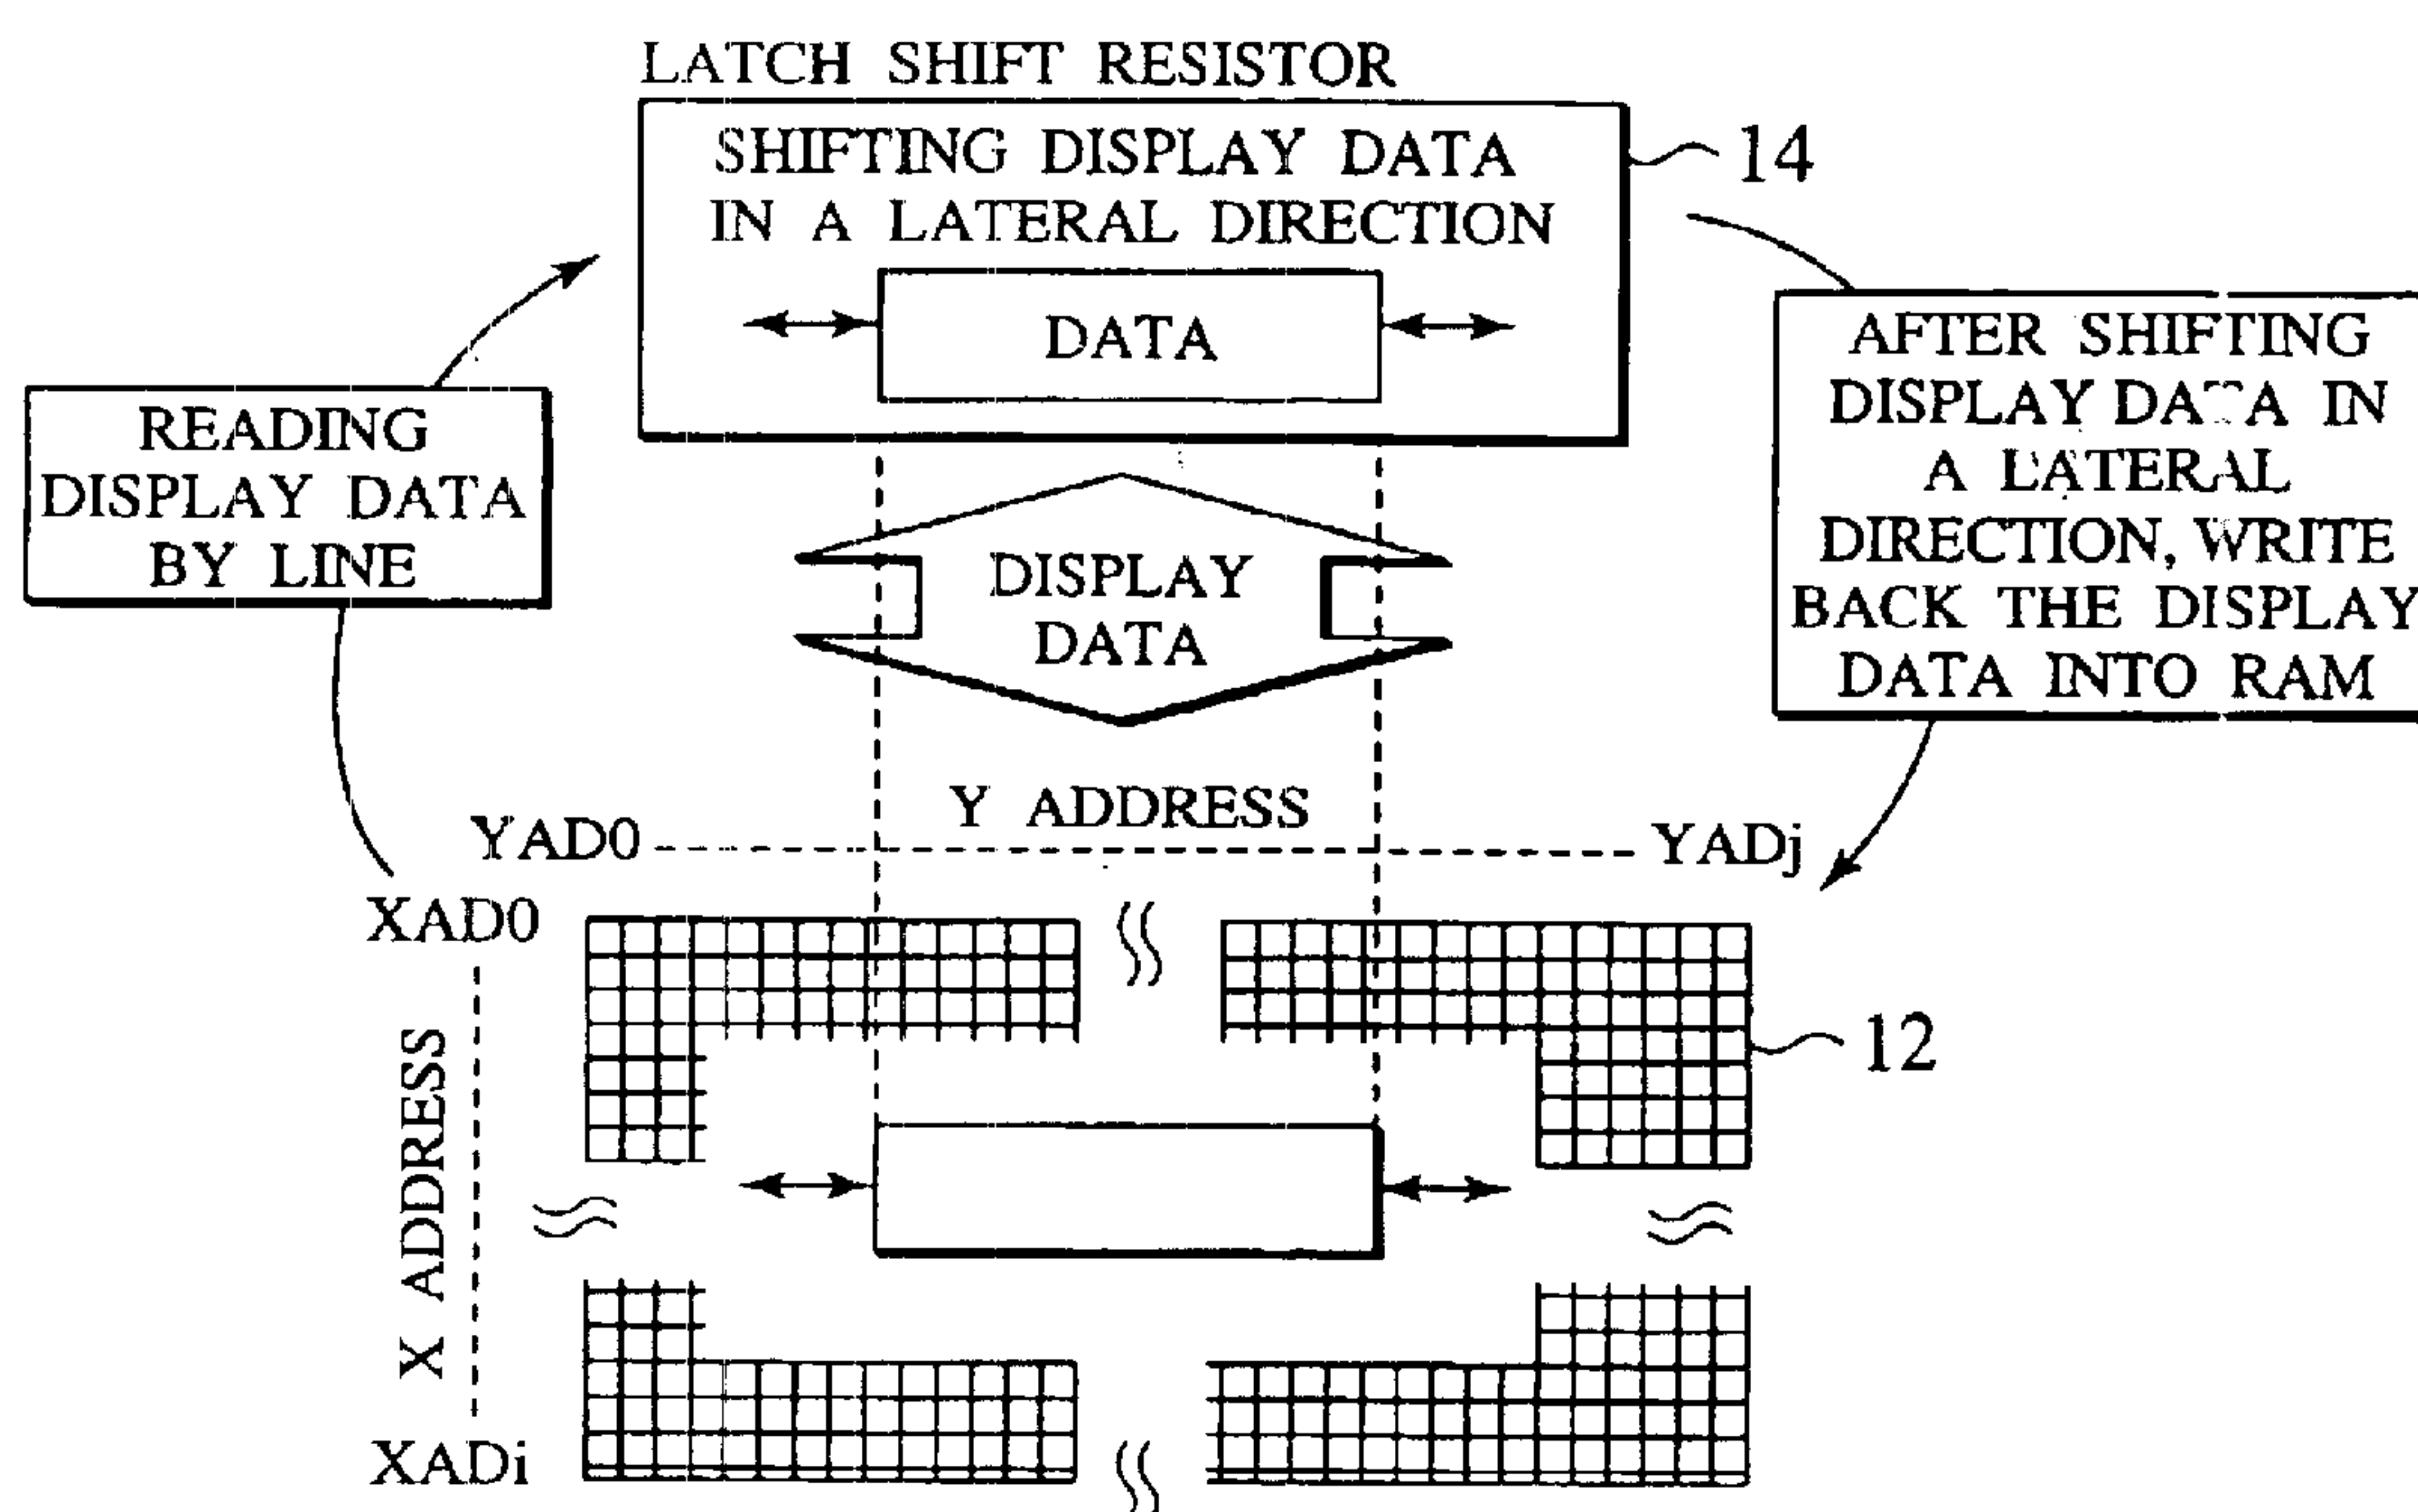 LATCH SHIFT RESISTOR
SHIFTING DISPLAY DATA
IN A LATERAL DIRECTION
14
DATA
READING
DISPLAY DATA
BY LINE
AFTER SHIFTING
DISPLAY DATA IN
A LATERAL
DIRECTION, WRITE
BACK THE DISPLAY
DATA INTO RAM
DISPLAY
DATA
Y ADDRESS
YAD0
YADj
XAD0
12
X ADDRESS
XADi